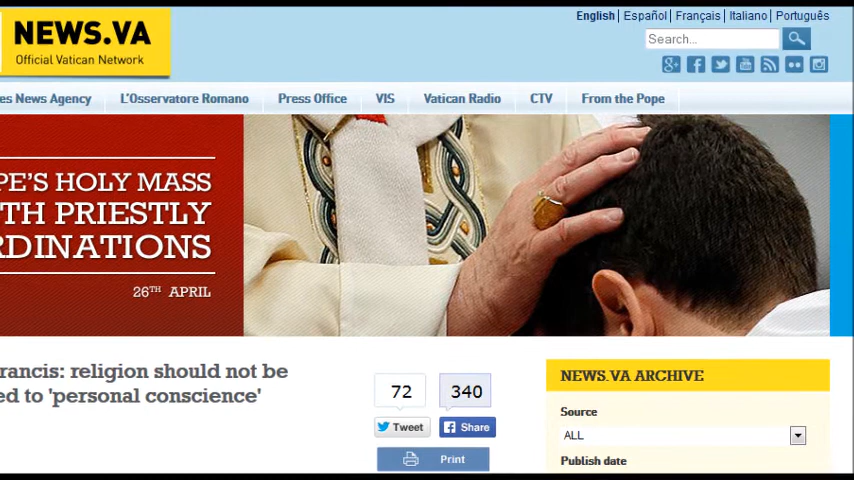 NEWS.VA
Official Vatican Network
English Español Français Italiano Português
Search...
es News Agency L'Osservatore Romano Press Office VIS Vatican Radio CTV From the Pope
PE'S HOLY MASS
TH PRIESTLY
RDINATIONS
26TH APRIL
rancis: religion should not be
ed to 'personal conscience'
72 340
Tweet Share
Print
NEWS.VA ARCHIVE
Source
ALL
Publish date